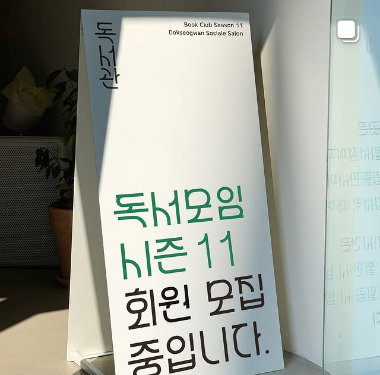 독서관
Book Club Season 11
Dokseogwan Sociale Salon
독서모임
시즌 11
회원 모집
중입니다.